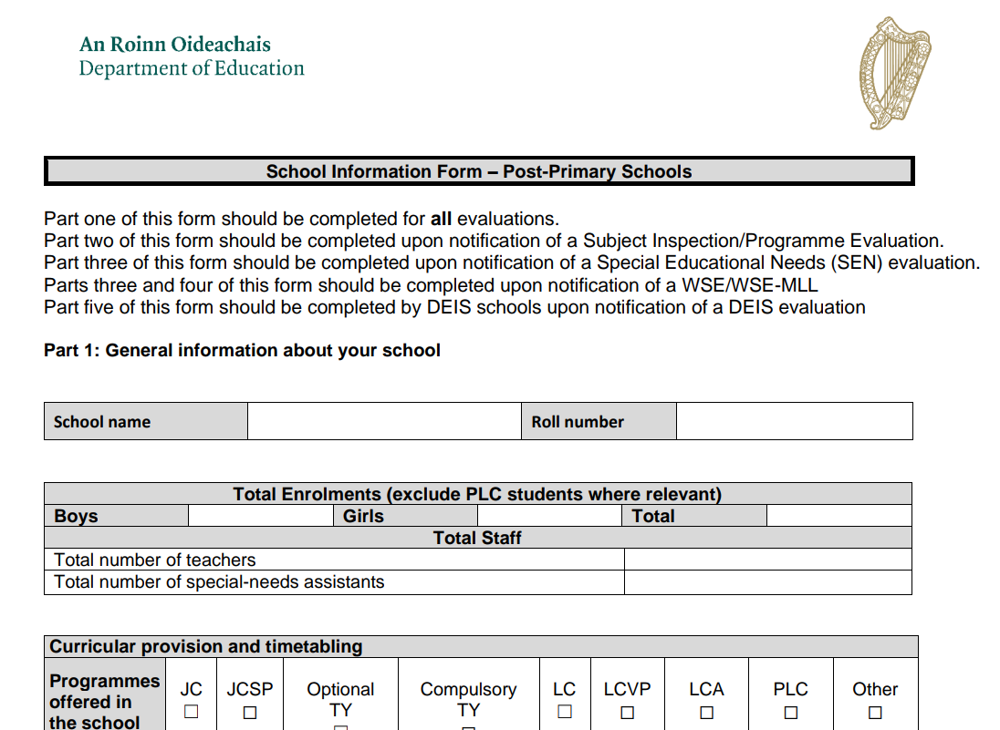 An Roinn Oideachais
Department of Education
School Information Form – Post-Primary Schools
Part one of this form should be completed for all evaluations.
Part two of this form should be completed upon notification of a Subject Inspection/Programme Evaluation.
Part three of this form should be completed upon notification of a Special Educational Needs (SEN) evaluation.
Parts three and four of this form should be completed upon notification of a WSE/WSE-MLL
Part five of this form should be completed by DEIS schools upon notification of a DEIS evaluation
Part 1: General information about your school
School name Roll number
Total Enrolments (exclude PLC students where relevant)
Boys Girls Total
Total Staff
Total number of teachers
Total number of special-needs assistants
Curricular provision and timetabling
Programmes offered in the school
JC ☐
JCSP ☐
Optional TY ☐
Compulsory TY ☐
LC ☐
LCVP ☐
LCA ☐
PLC ☐
Other ☐